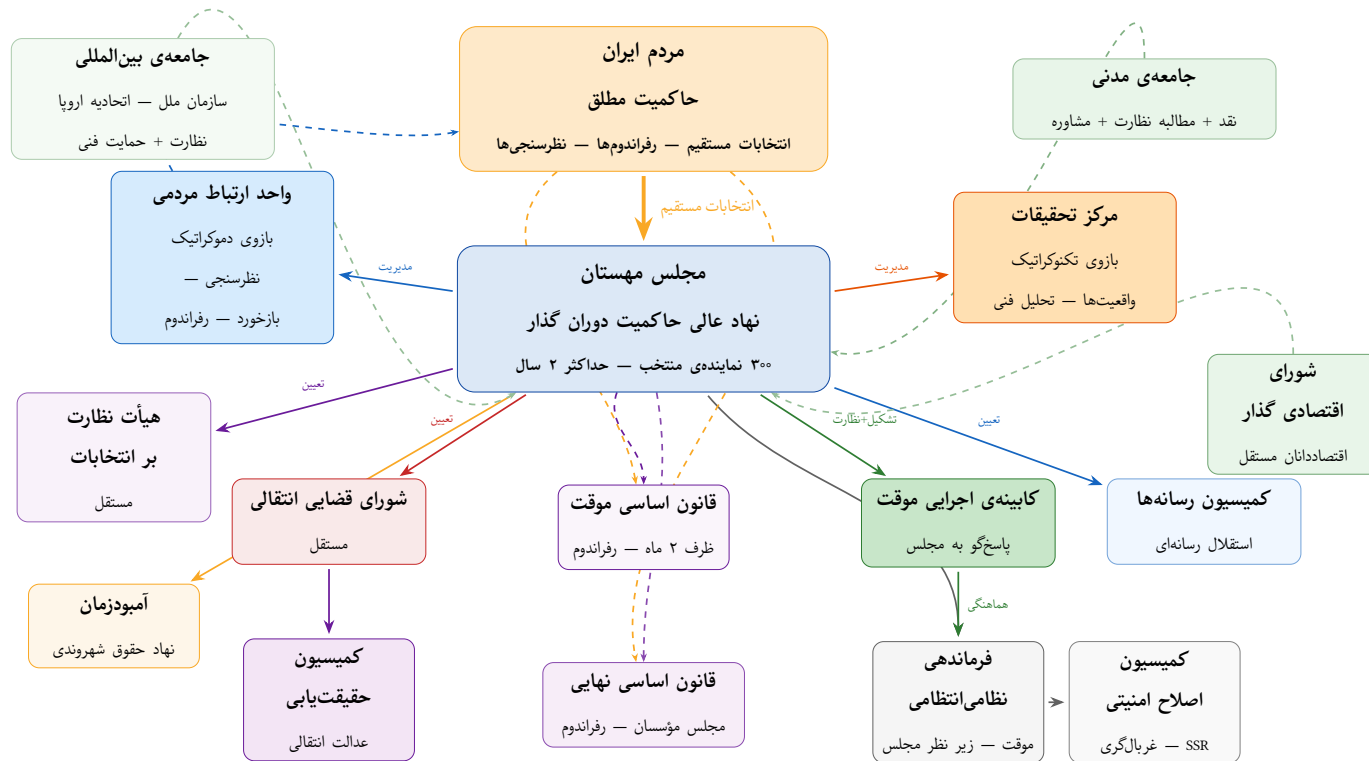 جامعه‌ی بین‌المللی
سازمان ملل — اتحادیه اروپا
نظارت + حمایت فنی
مردم ایران
حاکمیت مطلق
انتخابات مستقیم — رفراندوم‌ها — نظرسنجی‌ها
جامعه‌ی مدنی
نقد + مطالبه نظارت + مشاوره
انتخابات مستقیم
واحد ارتباط مردمی
بازوی دموکراتیک
نظرسنجی —
بازخورد — رفراندوم
مدیریت
مجلس مهستان
نهاد عالی حاکمیت دوران گذار
۳۰۰ نماینده‌ی منتخب — حداکثر ۲ سال
مدیریت
مرکز تحقیقات
بازوی تکنوکراتیک
واقعیت‌ها — تحلیل فنی
شورای
اقتصادی گذار
اقتصاددانان مستقل
تعیین
تعیین
تشکیل+نظارت
تعیین
هیأت نظارت
بر انتخابات
مستقل
شورای قضایی انتقالی
مستقل
قانون اساسی موقت
ظرف ۲ ماه — رفراندوم
کابینه‌ی اجرایی موقت
پاسخ‌گو به مجلس
کمیسیون رسانه‌ها
استقلال رسانه‌ای
آمبودزمان
نهاد حقوق شهروندی
هماهنگی
کمیسیون
حقیقت‌یابی
عدالت انتقالی
قانون اساسی نهایی
مجلس مؤسسان — رفراندوم
فرماندهی
نظامی‌انتظامی
موقت — زیر نظر مجلس
کمیسیون
اصلاح امنیتی
SSR — غربال‌گری